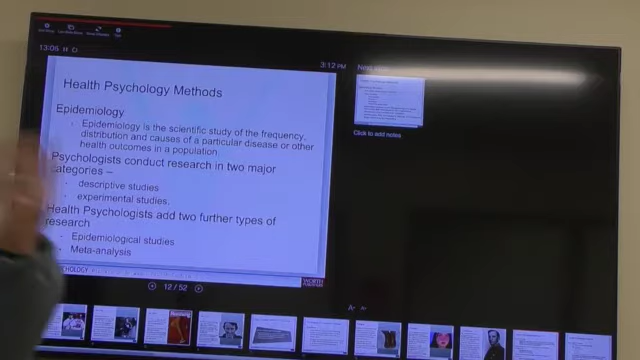 13:06
3:12 PM
Health Psychology Methods
Epidemiology
Epidemiology is the scientific study of the frequency,
distribution and causes of a particular disease or other
health outcomes in a population.
Psychologists conduct research in two major
categories –
descriptive studies
experimental studies.
Health Psychologists add two further types of
research
Epidemiological studies
Meta-analysis
WORTH
12 / 52
Next
Click to add notes